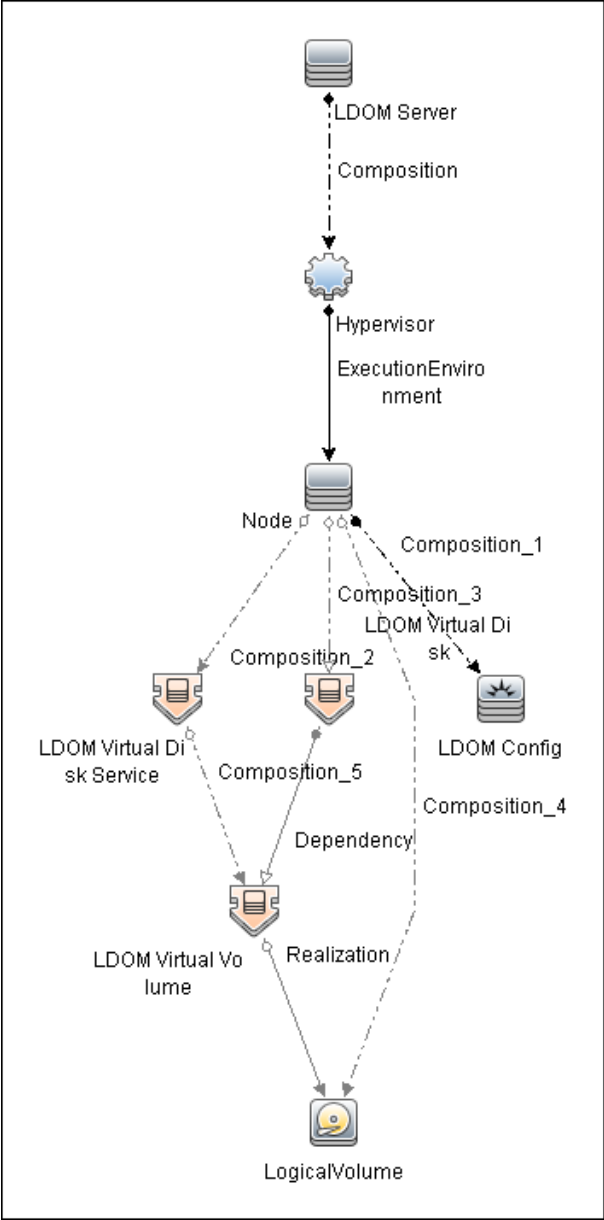 LDOM Server
Composition
Hypervisor
ExecutionEnviro
nment
Node
Composition_1
Composition_3
LDOM Virtual Di
sk
Composition_2
LDOM Virtual Di
sk Service
LDOM Config
Composition_5
Composition_4
Dependency
LDOM Virtual Vo
lume
Realization
LogicalVolume